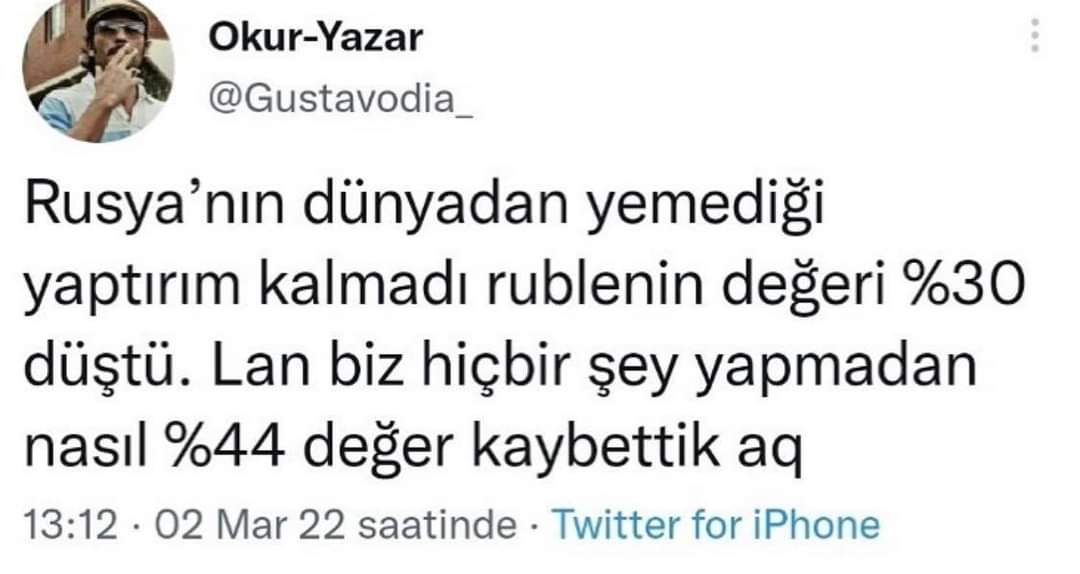 Okur-Yazar
@Gustavodia_
Rusya’nın dünyadan yemediği
yaptırım kalmadı rublenin değeri %30
düştü. Lan biz hiçbir şey yapmadan
nasıl %44 değer kaybettik aq
13:12 · 02 Mar 22 saatinde · Twitter for iPhone